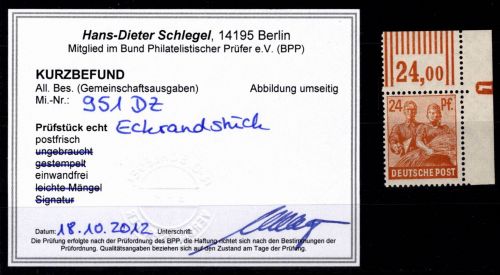 Hans-Dieter Schlegel, 14195 Berlin
Mitglied im Bund Philatelistischer Prüfer e.V. (BPP)
KURZBEFUND
All. Bes. (Gemeinschaftsausgaben) Abbildung umseitig
Mi.-Nr.: 951 DZ
Prüfstück echt Eckrandstück
postfrisch
ungebraucht
gestempelt
einwandfrei
leichte Mängel
Signatur
Datum: 18.10.2012 Unterschrift:
Die Prüfung erfolgte nach der Prüfordnung des BPP, die Haftung richtet sich nach den Bestimmungen der
Prüfordnung. Qualitätsangaben beziehen sich auf den Zustand am Tage der Prüfung.
24,00
1
24 Pf.
DEUTSCHE POST